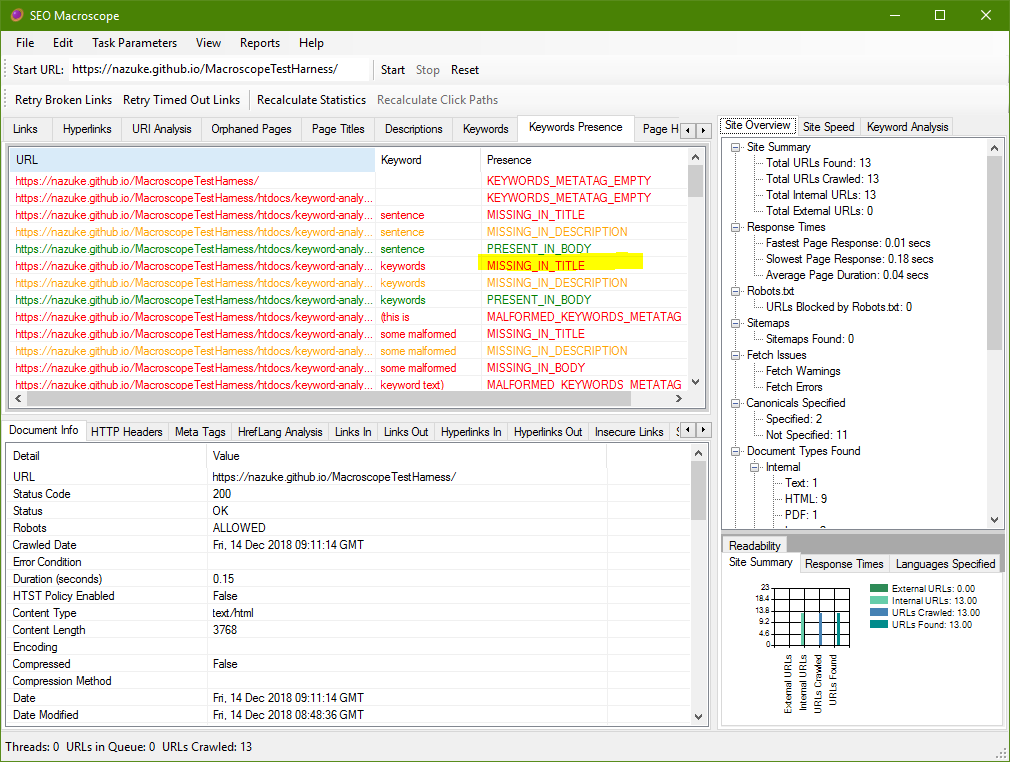 SEO Macroscope
File Edit Task Parameters View Reports Help
Start URL: https://nazuke.github.io/MacroscopeTestHarness/ Start Stop Reset
Retry Broken Links Retry Timed Out Links Recalculate Statistics Recalculate Click Paths
Links Hyperlinks URI Analysis Orphaned Pages Page Titles Descriptions Keywords Keywords Presence Page H
URL Keyword Presence
https://nazuke.github.io/MacroscopeTestHarness/ KEYWORDS_METATAG_EMPTY
https://nazuke.github.io/MacroscopeTestHarness/htdocs/keyword-analy... KEYWORDS_METATAG_EMPTY
https://nazuke.github.io/MacroscopeTestHarness/htdocs/keyword-analy... sentence MISSING_IN_TITLE
https://nazuke.github.io/MacroscopeTestHarness/htdocs/keyword-analy... sentence MISSING_IN_DESCRIPTION
https://nazuke.github.io/MacroscopeTestHarness/htdocs/keyword-analy... sentence PRESENT_IN_BODY
https://nazuke.github.io/MacroscopeTestHarness/htdocs/keyword-analy... keywords MISSING_IN_TITLE
https://nazuke.github.io/MacroscopeTestHarness/htdocs/keyword-analy... keywords MISSING_IN_DESCRIPTION
https://nazuke.github.io/MacroscopeTestHarness/htdocs/keyword-analy... keywords PRESENT_IN_BODY
https://nazuke.github.io/MacroscopeTestHarness/htdocs/keyword-analy... (this is MALFORMED_KEYWORDS_METATAG
https://nazuke.github.io/MacroscopeTestHarness/htdocs/keyword-analy... some malformed MISSING_IN_TITLE
https://nazuke.github.io/MacroscopeTestHarness/htdocs/keyword-analy... some malformed MISSING_IN_DESCRIPTION
https://nazuke.github.io/MacroscopeTestHarness/htdocs/keyword-analy... some malformed MISSING_IN_BODY
https://nazuke.github.io/MacroscopeTestHarness/htdocs/keyword-analy... keyword text) MALFORMED_KEYWORDS_METATAG
Document Info HTTP Headers Meta Tags HrefLang Analysis Links In Links Out Hyperlinks In Hyperlinks Out Insecure Links
Detail Value
URL https://nazuke.github.io/MacroscopeTestHarness/
Status Code 200
Status OK
Robots ALLOWED
Crawled Date Fri, 14 Dec 2018 09:11:14 GMT
Error Condition
Duration (seconds) 0.15
HTST Policy Enabled False
Content Type text/html
Content Length 3768
Encoding
Compressed False
Compression Method
Date Fri, 14 Dec 2018 09:11:14 GMT
Date Modified Fri, 14 Dec 2018 08:48:36 GMT
Site Overview Site Speed Keyword Analysis
Site Summary
Total URLs Found: 13
Total URLs Crawled: 13
Total Internal URLs: 13
Total External URLs: 0
Response Times
Fastest Page Response: 0.01 secs
Slowest Page Response: 0.18 secs
Average Page Duration: 0.04 secs
Robots.txt
URLs Blocked by Robots.txt: 0
Sitemaps
Sitemaps Found: 0
Fetch Issues
Fetch Warnings
Fetch Errors
Canonicals Specified
Specified: 2
Not Specified: 11
Document Types Found
Internal
Text: 1
HTML: 9
PDF: 1
Readability
Site Summary Response Times Languages Specified
23
18.4
13.8
9.2
4.6
0
External URLs
Internal URLs
URLs Crawled
URLs Found
External URLs: 0.00
Internal URLs: 13.00
URLs Crawled: 13.00
URLs Found: 13.00
Threads: 0 URLs in Queue: 0 URLs Crawled: 13